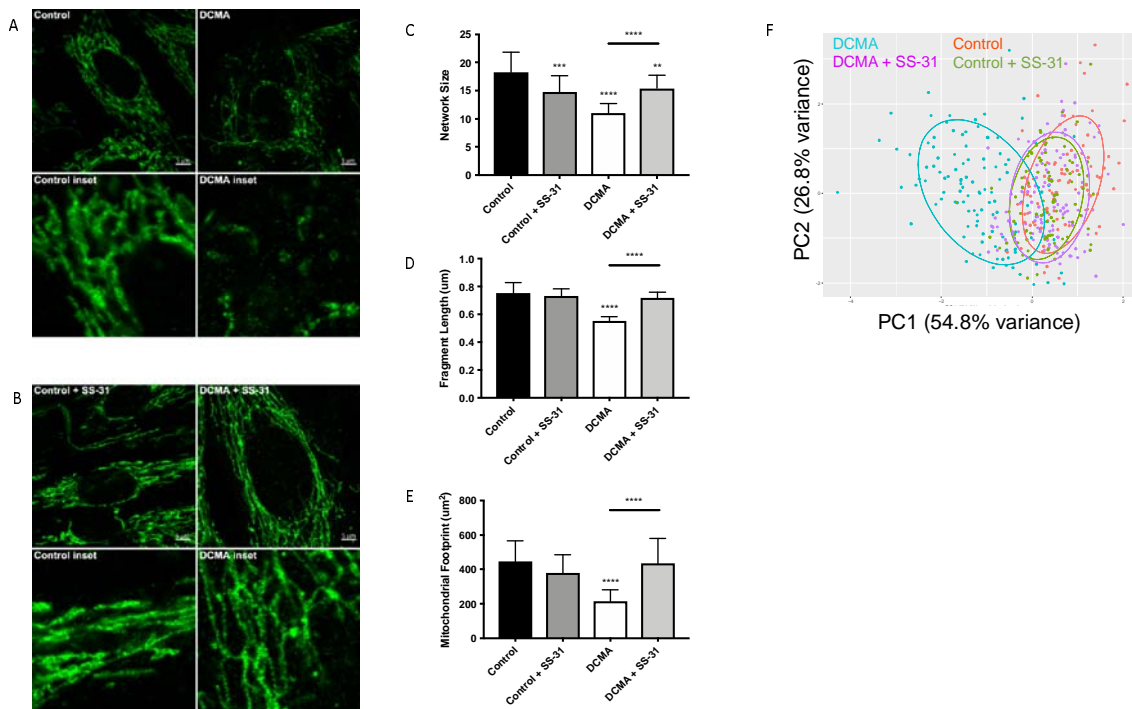 A
Control
DCMA
Control inset
DCMA inset
B
Control + SS-31
DCMA + SS-31
Control inset
DCMA inset
C
****
***
****
**
25
20
15
10
5
0
Network Size
Control
Control + SS-31
DCMA
DCMA + SS-31
D
****
****
1.0
0.8
0.6
0.4
0.2
0.0
Fragment Length (um)
Control
Control + SS-31
DCMA
DCMA + SS-31
E
****
****
800
600
400
200
0
Mitochondrial Footprint (um²)
Control
Control + SS-31
DCMA
DCMA + SS-31
F
DCMA
Control
DCMA + SS-31
Control + SS-31
PC2 (26.8% variance)
PC1 (54.8% variance)